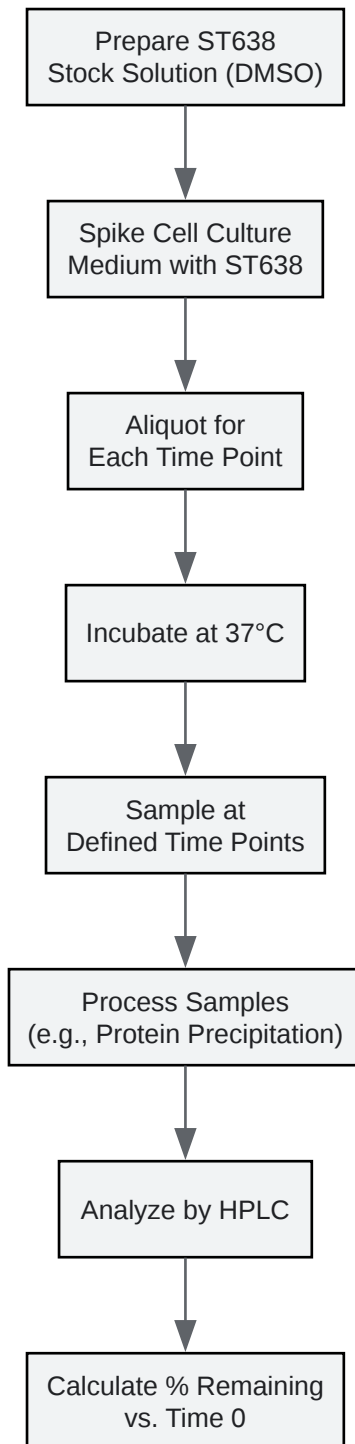 Prepare ST638
Stock Solution (DMSO)
Spike Cell Culture
Medium with ST638
Aliquot for
Each Time Point
Incubate at 37°C
Sample at
Defined Time Points
Process Samples
(e.g., Protein Precipitation)
Analyze by HPLC
Calculate % Remaining
vs. Time 0